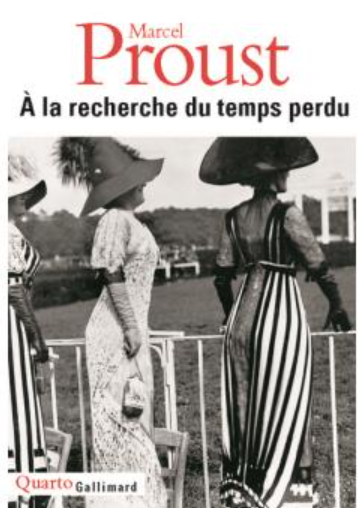 Marcel
Proust
À la recherche du temps perdu
Quarto Gallimard